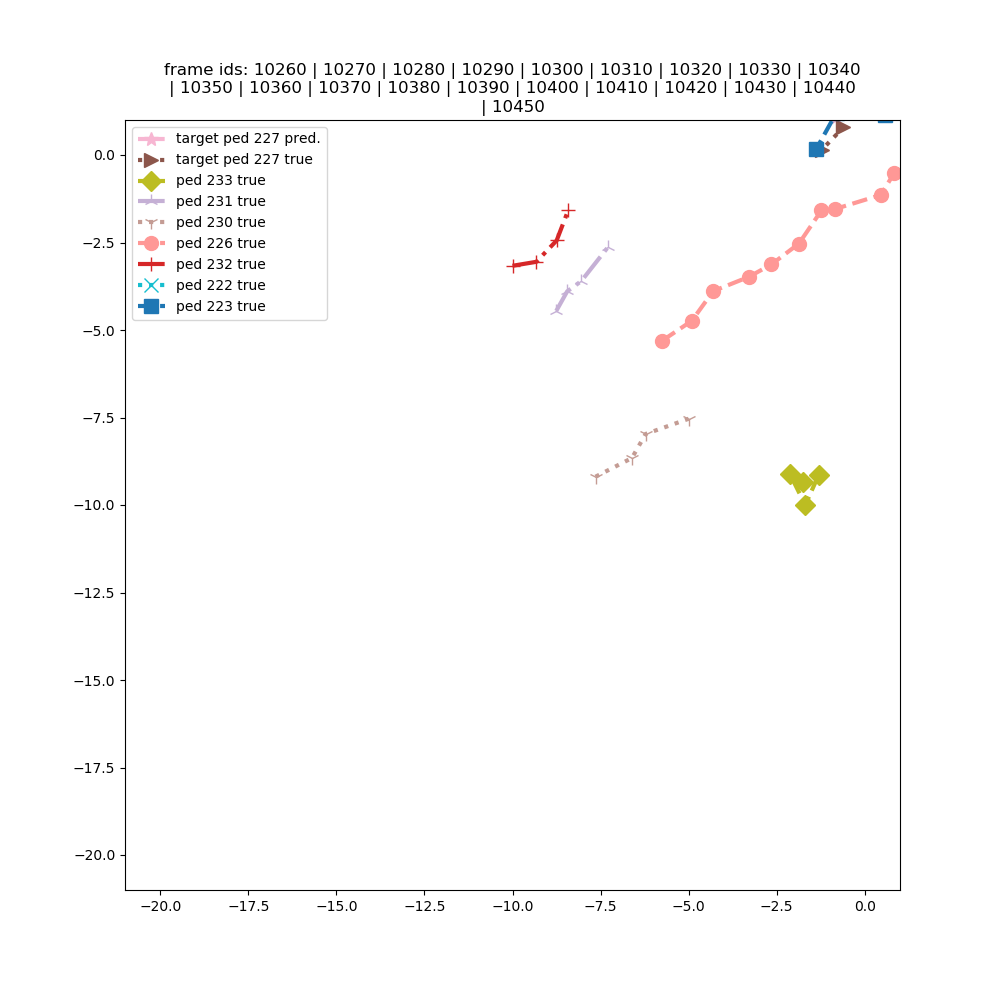 frame ids: 10260 | 10270 | 10280 | 10290 | 10300 | 10310 | 10320 | 10330 | 10340
| 10350 | 10360 | 10370 | 10380 | 10390 | 10400 | 10410 | 10420 | 10430 | 10440
| 10450
target ped 227 pred.
target ped 227 true
ped 233 true
ped 231 true
ped 230 true
ped 226 true
ped 232 true
ped 222 true
ped 223 true
0.0
−2.5
−5.0
−7.5
−10.0
−12.5
−15.0
−17.5
−20.0
−20.0 −17.5 −15.0 −12.5 −10.0 −7.5 −5.0 −2.5 0.0